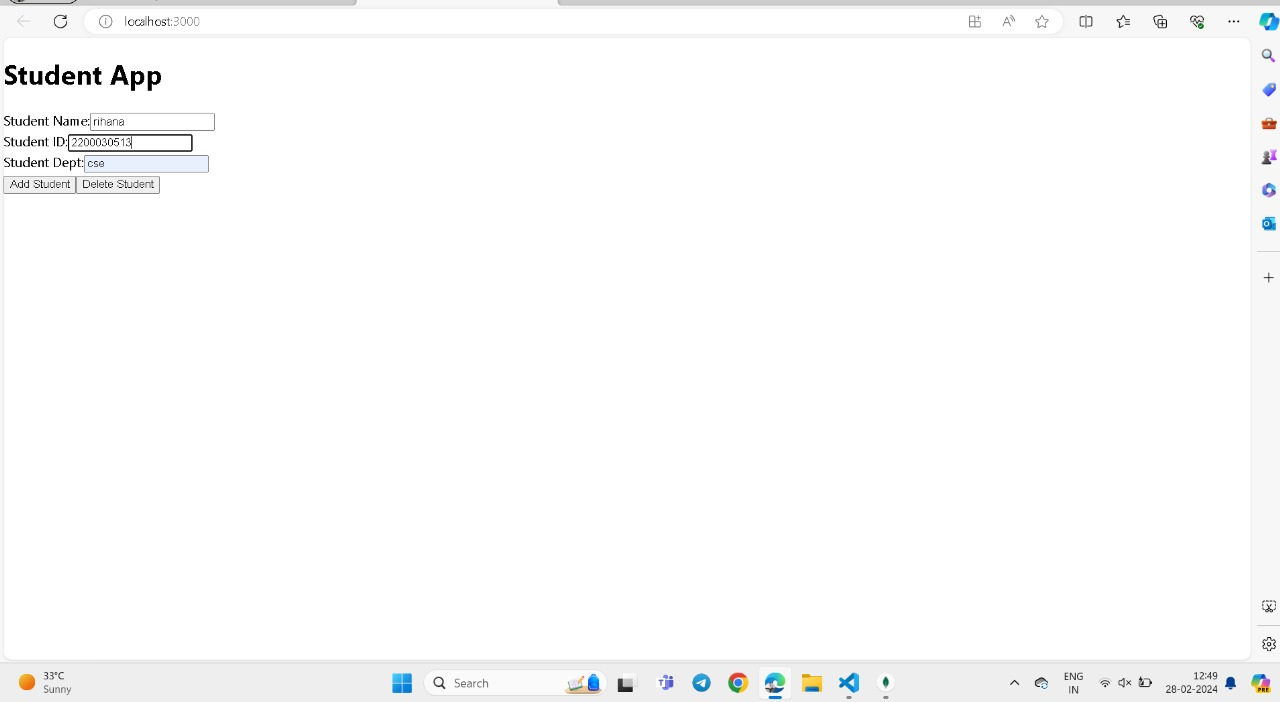 localhost:3000
Student App
Student Name: rihana
Student ID: 2200030513
Student Dept: cse
Add Student Delete Student
33°C
Sunny
Search
ENG
IN
12:49
28-02-2024
PRE